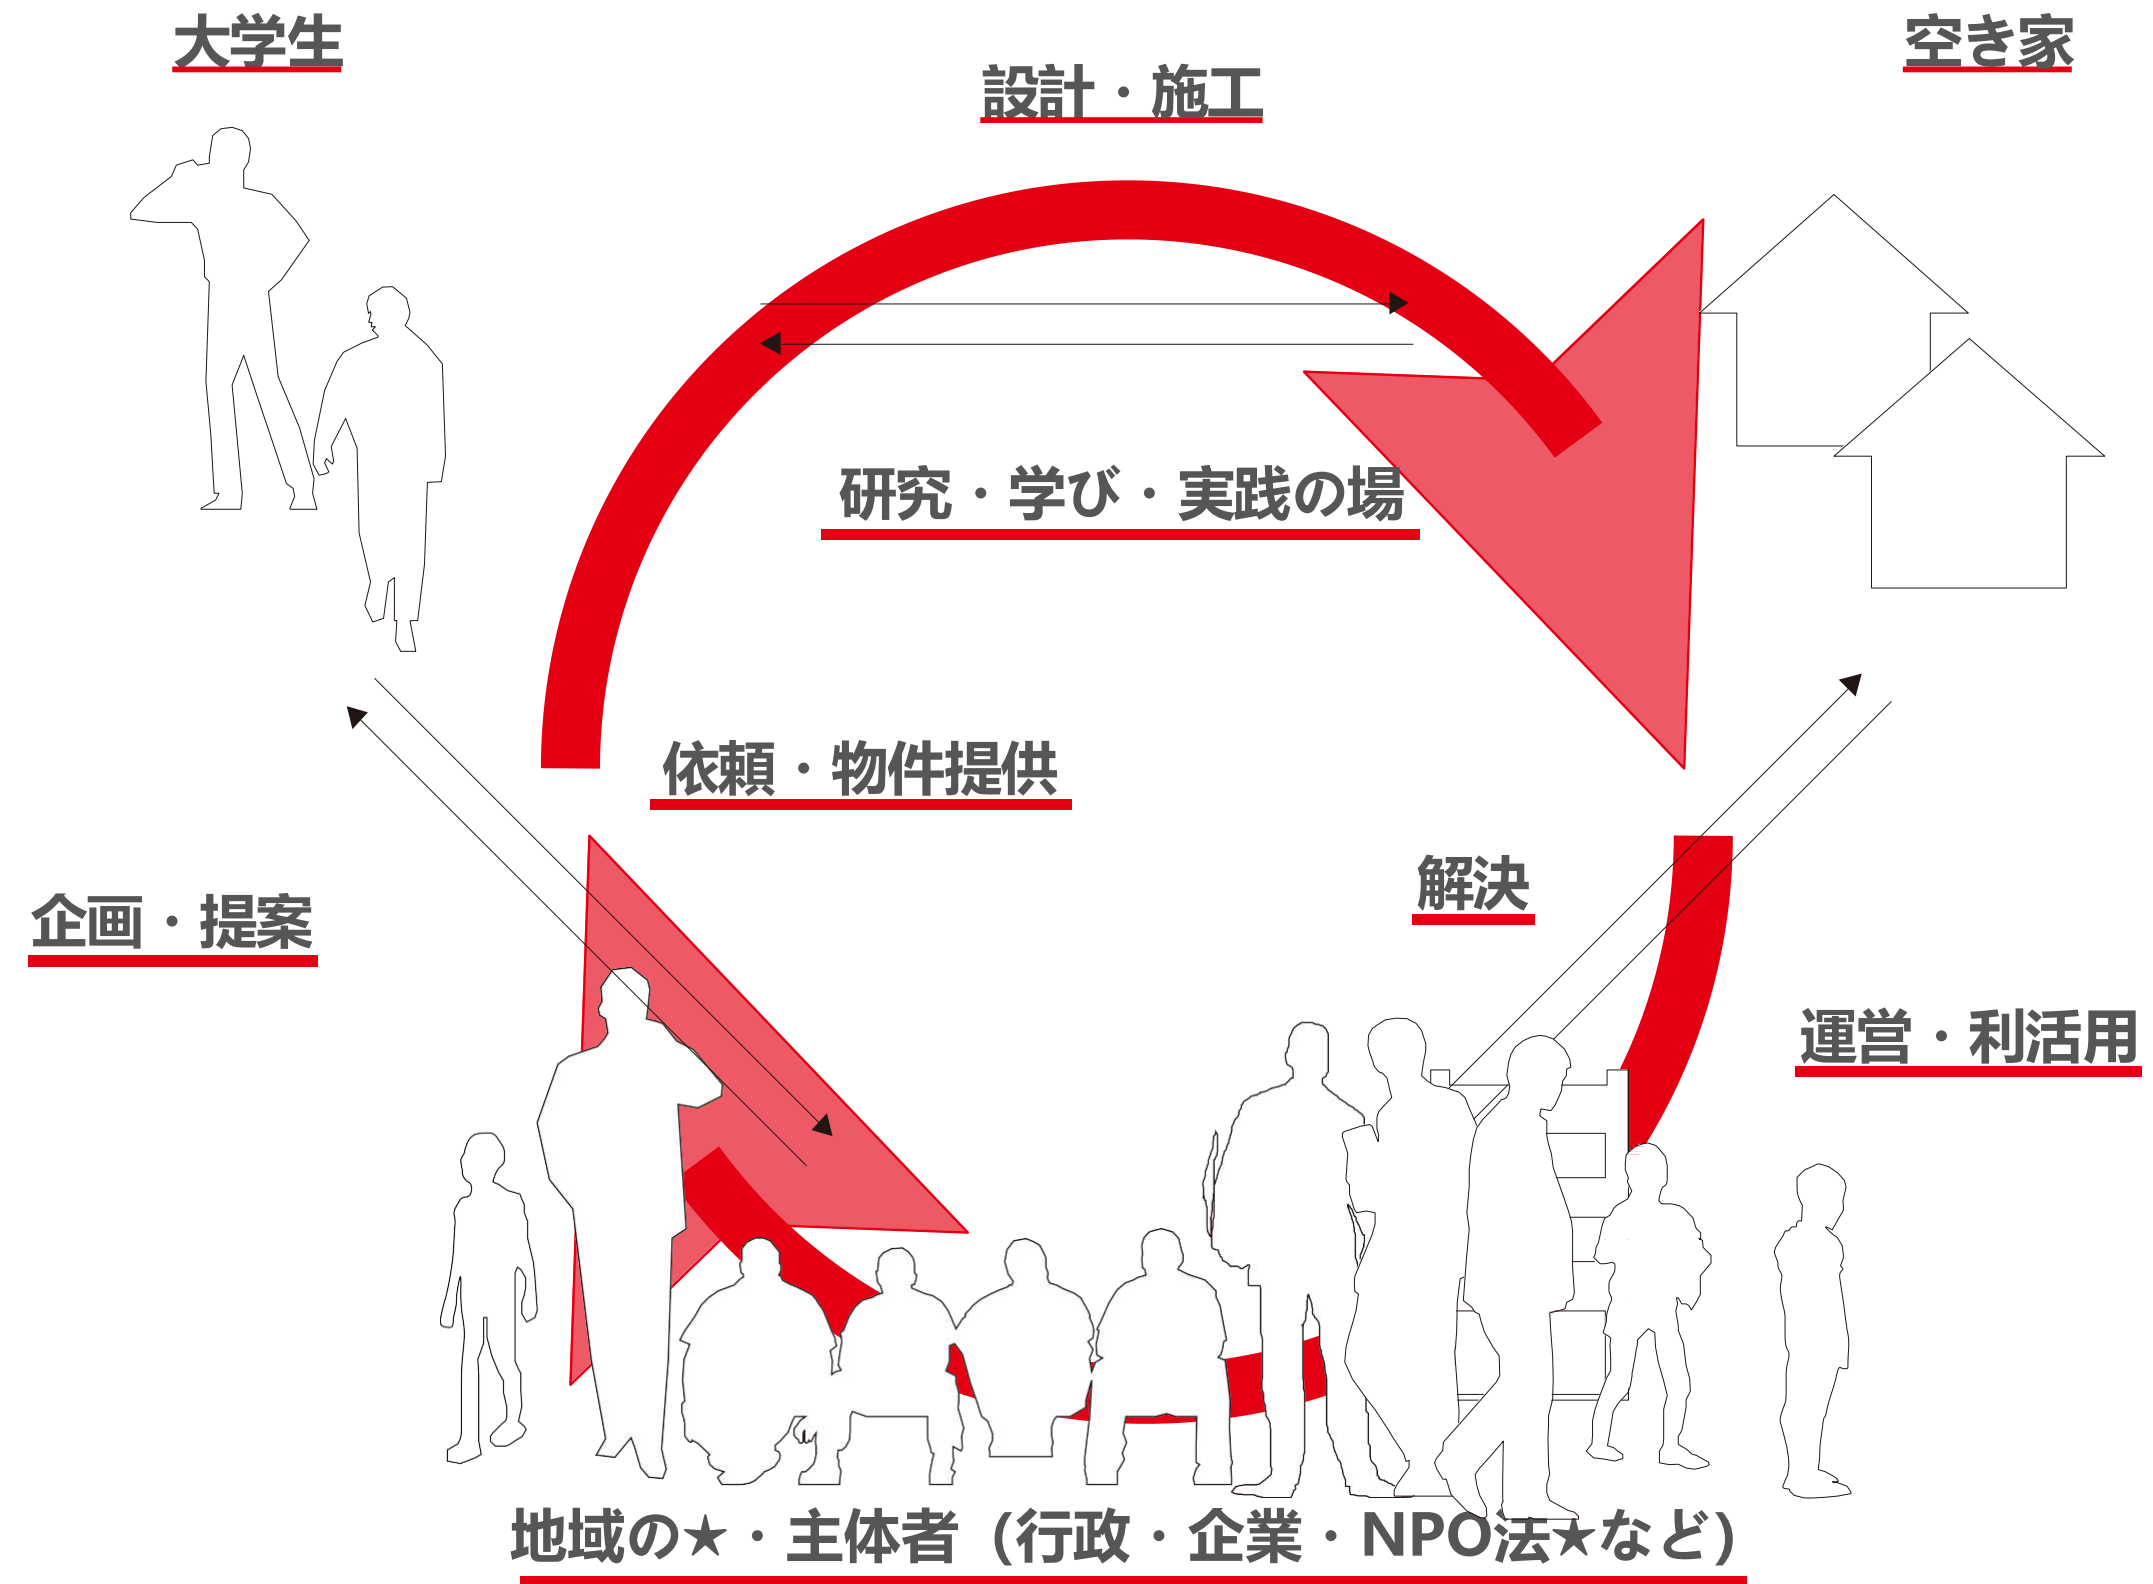 大学生
空き家
設計・施工
研究・学び・実践の場
依頼・物件提供
解決
企画・提案
運営・利活用
地域の★・主体者(行政・企業・NPO法★など)